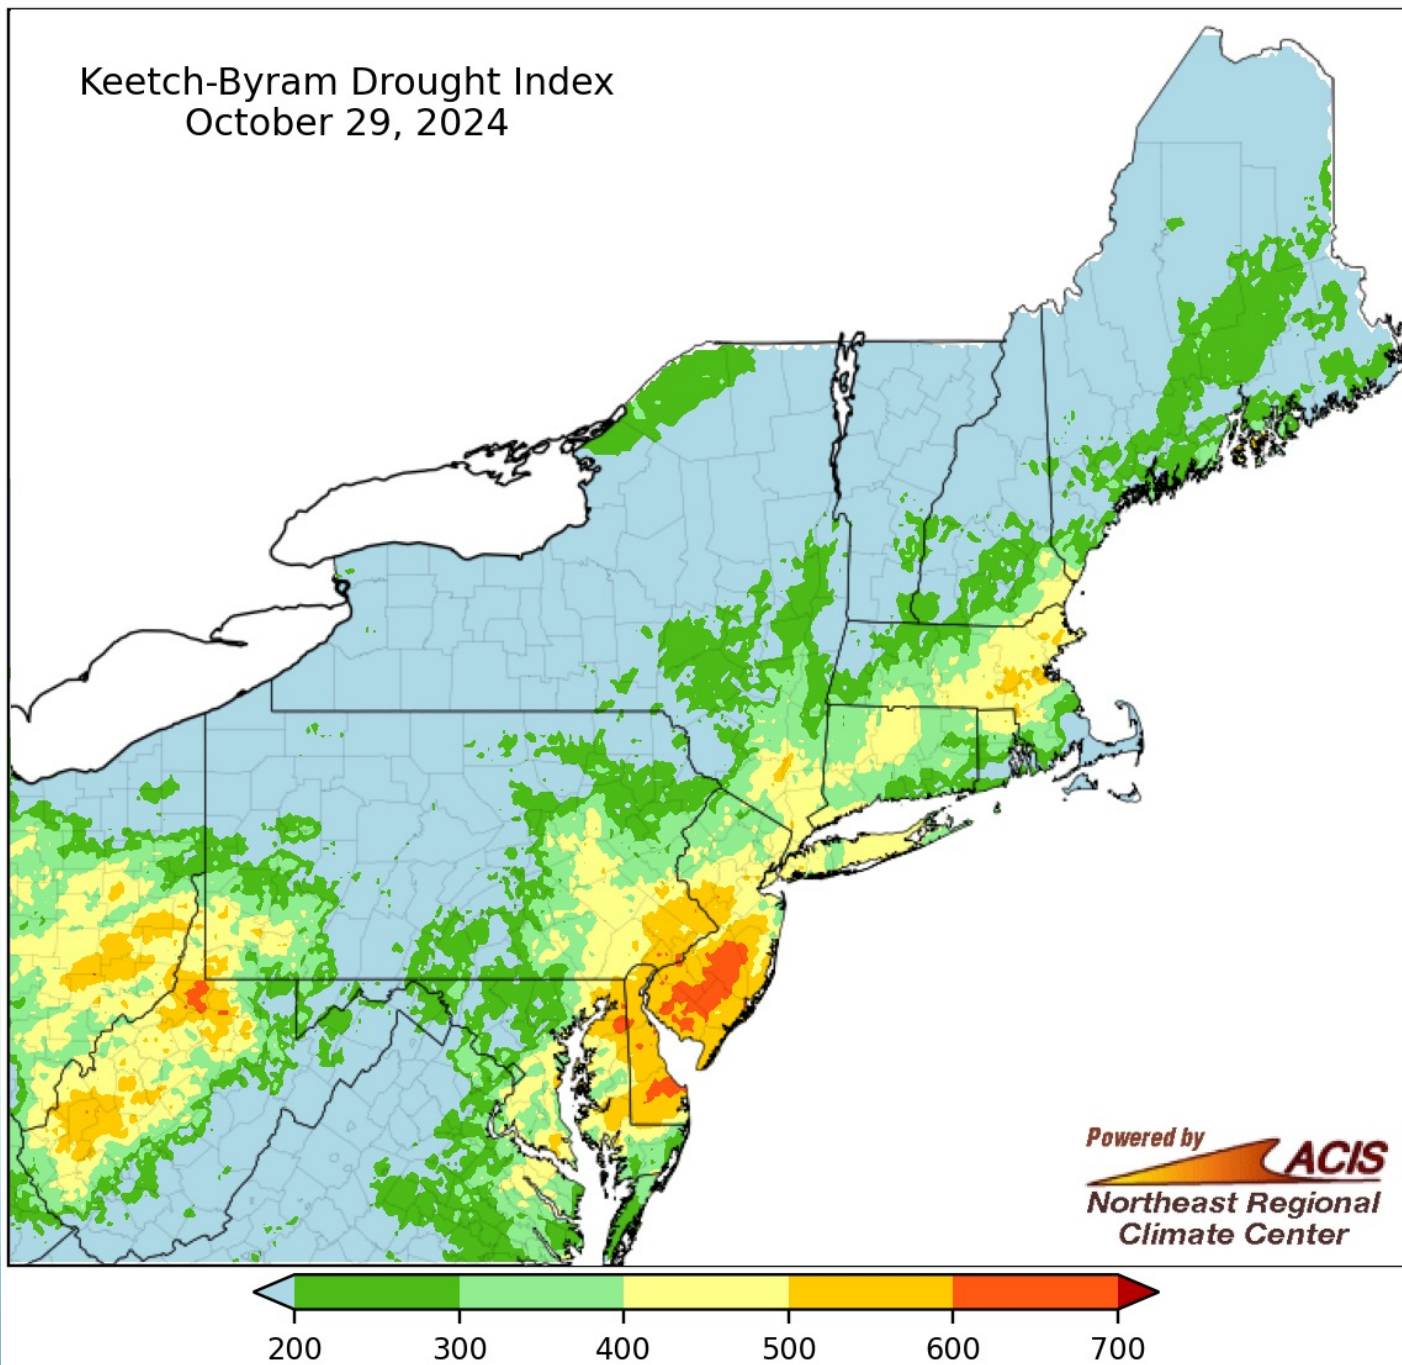 Keetch-Byram Drought Index
October 29, 2024
Powered by
ACIS
Northeast Regional
Climate Center
200 300 400 500 600 700